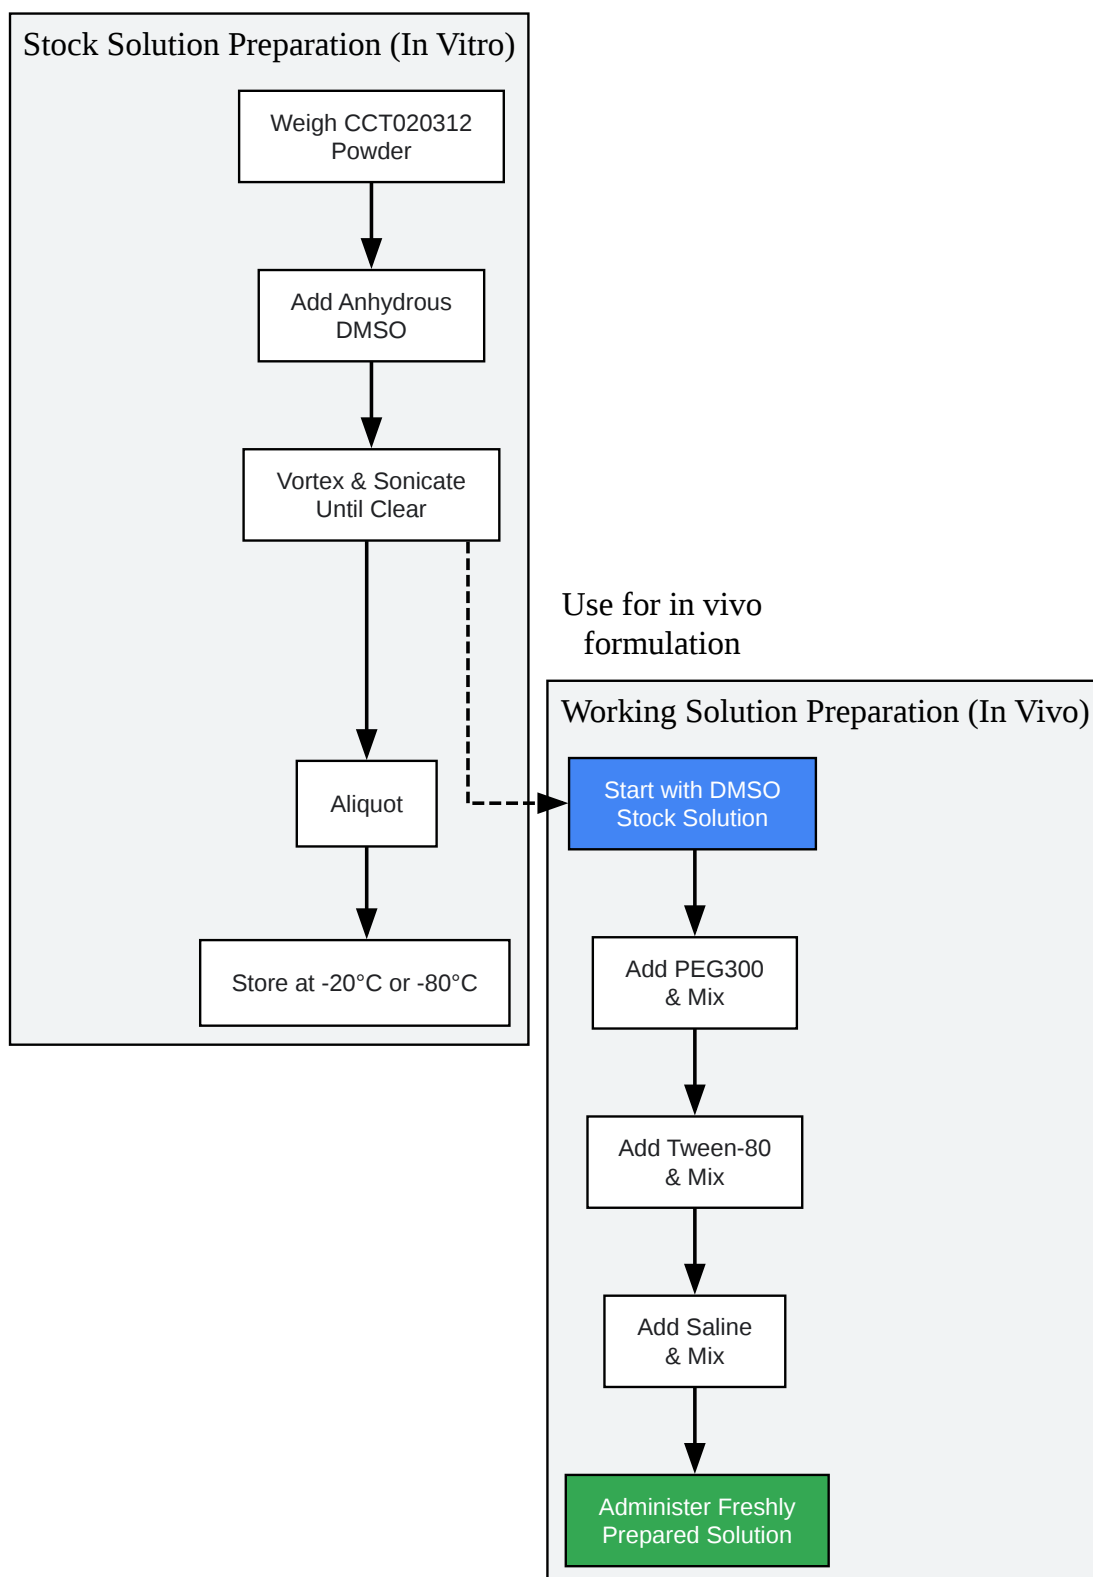 Stock Solution Preparation (In Vitro)
Weigh CCT020312
Powder
Add Anhydrous
DMSO
Vortex & Sonicate
Until Clear
Aliquot
Store at -20°C or -80°C
Use for in vivo
formulation
Working Solution Preparation (In Vivo)
Start with DMSO
Stock Solution
Add PEG300
& Mix
Add Tween-80
& Mix
Add Saline
& Mix
Administer Freshly
Prepared Solution